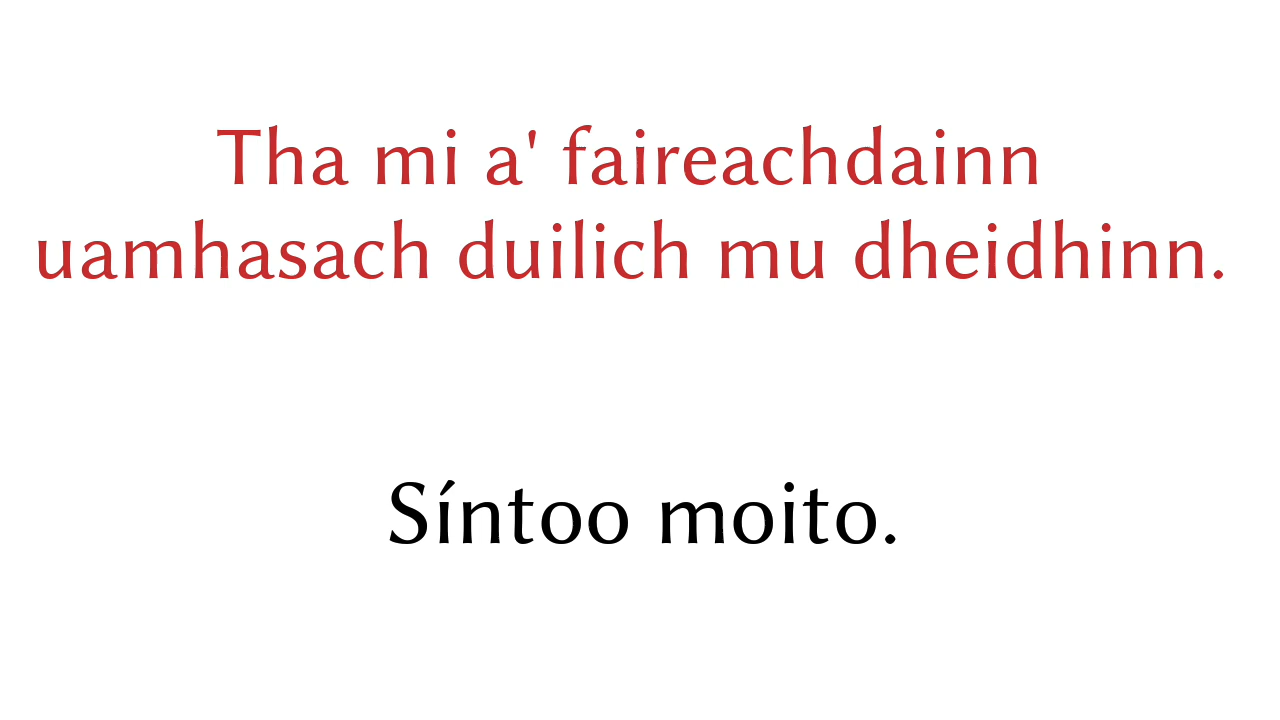 Tha mi a' faireachdainn
uamhasach duilich mu dheidhinn.
Síntoo moito.